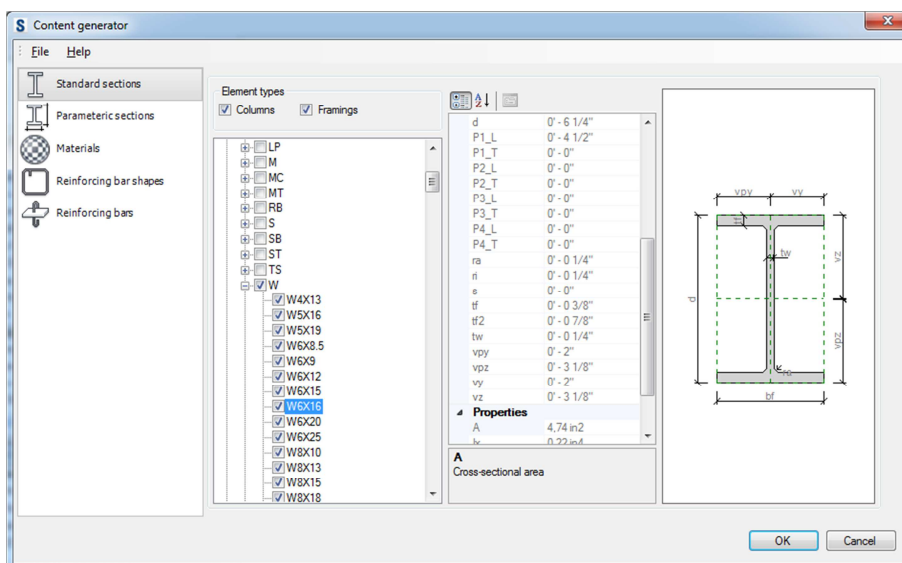 S Content generator
File Help
Standard sections
Parameteric sections
Materials
Reinforcing bar shapes
Reinforcing bars
Element types
Columns Framings
LP
M
MC
MT
RB
S
SB
ST
TS
W
W4X13
W5X16
W5X19
W6X8.5
W6X9
W6X12
W6X15
W6X16
W6X20
W6X25
W8X10
W8X13
W8X15
W8X18
d 0' - 6 1/4"
P1_L 0' - 4 1/2"
P1_T 0' - 0"
P2_L 0' - 0"
P2_T 0' - 0"
P3_L 0' - 0"
P3_T 0' - 0"
P4_L 0' - 0"
P4_T 0' - 0"
ra 0' - 0 1/4"
ri 0' - 0 1/4"
s 0' - 0"
tf 0' - 0 3/8"
tf2 0' - 0 7/8"
tw 0' - 0 1/4"
vpy 0' - 2"
vpz 0' - 3 1/8"
vy 0' - 2"
vz 0' - 3 1/8"
Properties
A 4,74 in2
Ix 0,22 in4
A
Cross-sectional area
vpy vy
tf
tw
vz
d
vpz
ra
bf
OK Cancel